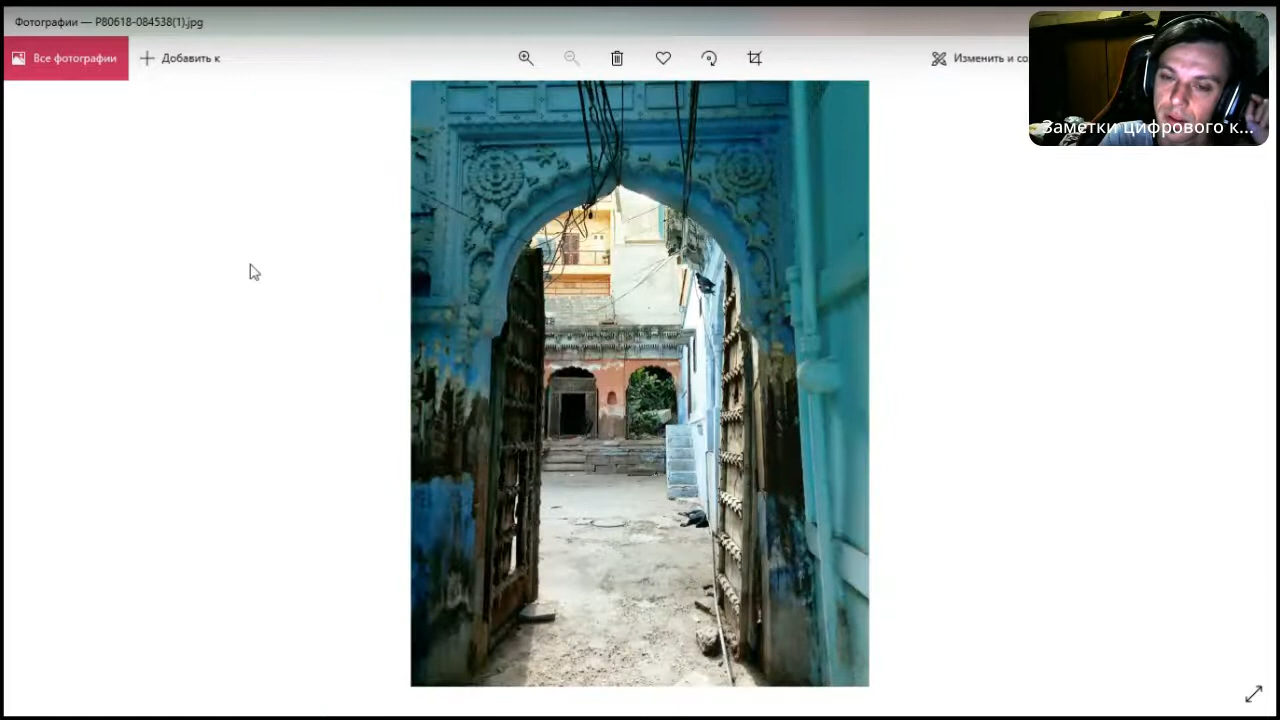 Фотографии — P80618-084538(1).jpg
Все фотографии
Добавить к
Изменить и со
Заметки цифрового к...